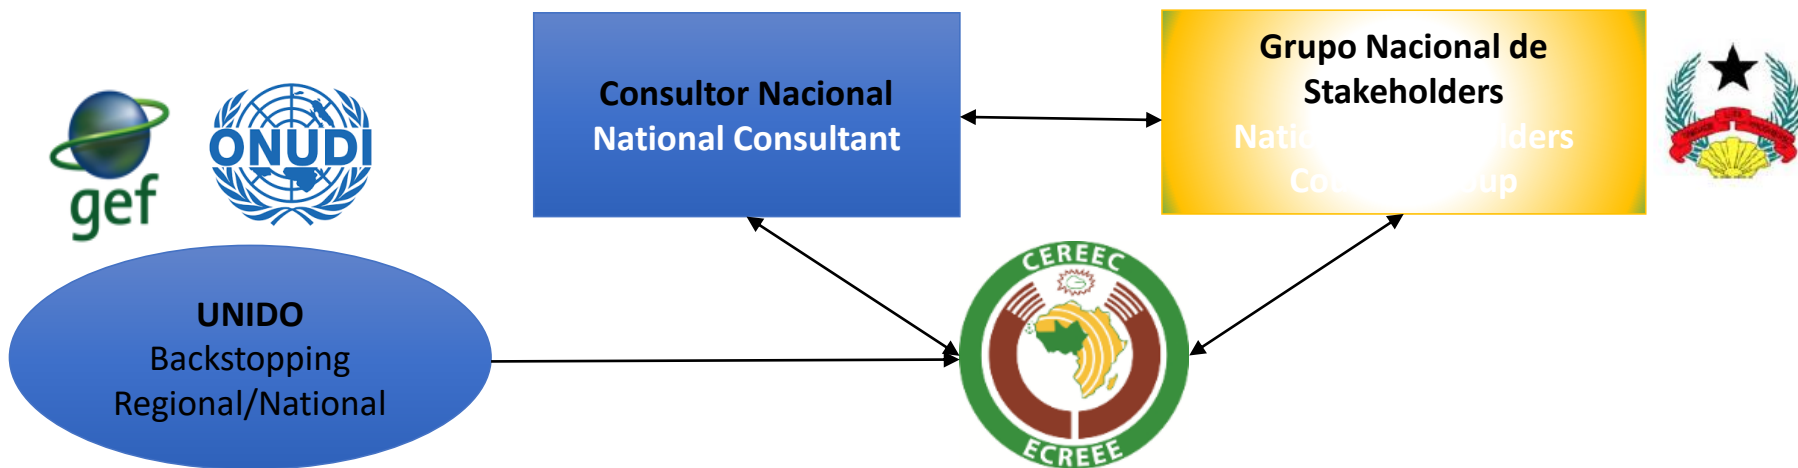 gef
ONUDI
Consultor Nacional
National Consultant
Grupo Nacional de
Stakeholders
UNIDO
Backstopping
Regional/National
CEREEC
ECREEE